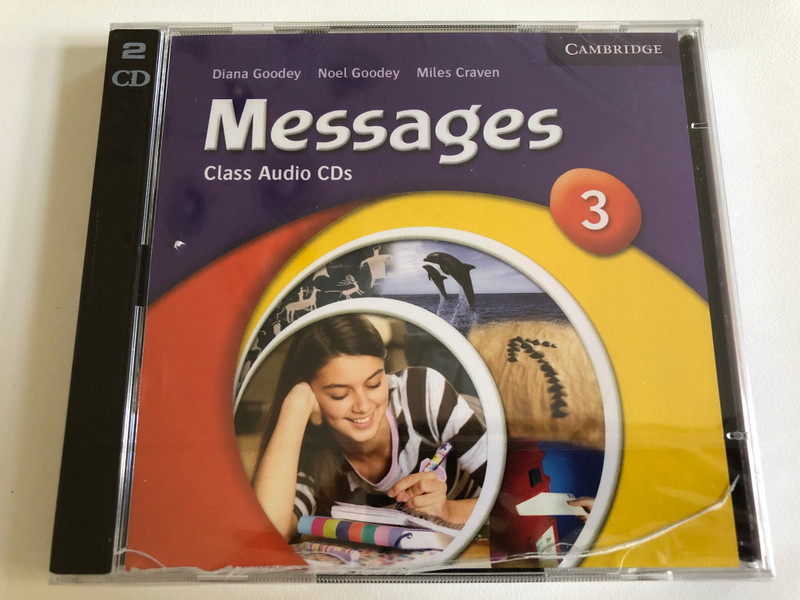 2
CD
CAMBRIDGE
Diana Goodey Noel Goodey Miles Craven
Messages
Class Audio CDs
3